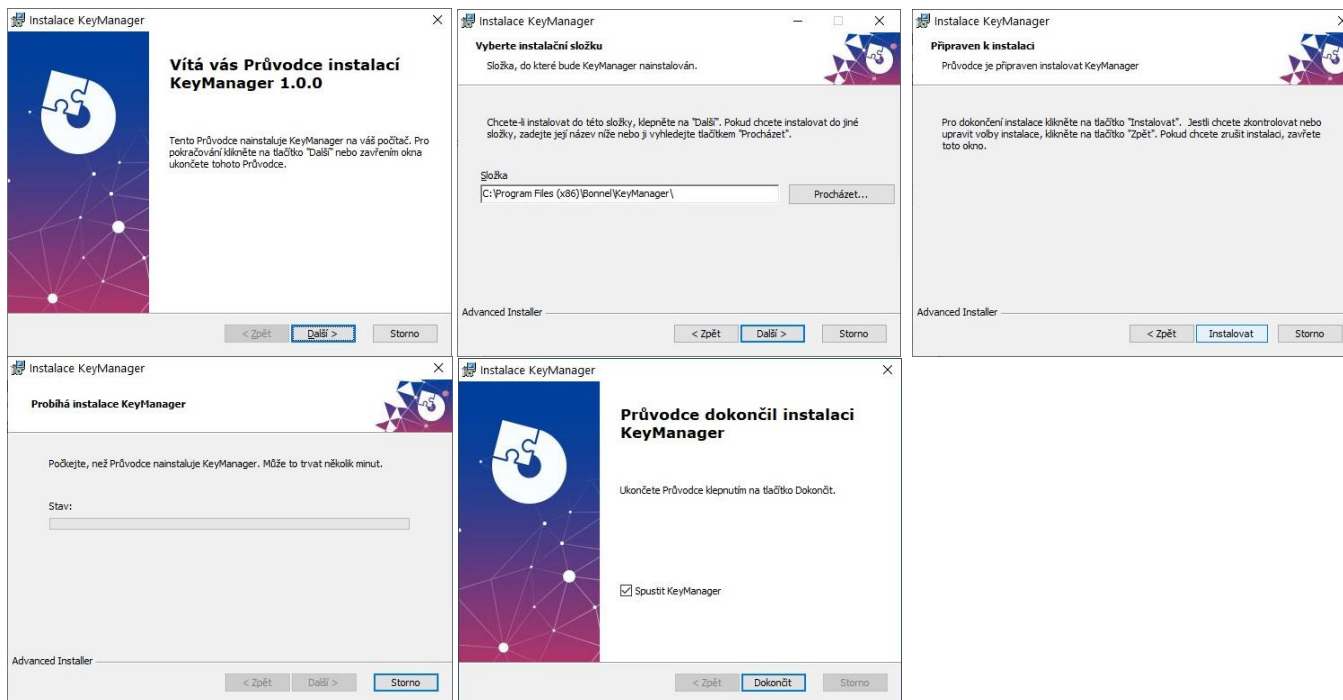 Instalace KeyManager
Vítá vás Průvodce instalací
KeyManager 1.0.0
Tento Průvodce nainstaluje KeyManager na váš počítač. Pro
pokračování klikněte na tlačítko "Další" nebo zavřením okna
ukončete tohoto Průvodce.
< Zpět
Další >
Storno
Instalace KeyManager
Vyberte instalační složku
Složka, do které bude KeyManager nainstalován.
Chcete-li instalovat do této složky, klepněte na "Další". Pokud chcete instalovat do jiné
složky, zadejte její název níže nebo ji vyhledejte tlačítkem "Procházet".
Složka
C:\Program Files (x86)\Bonnel\KeyManager\
Procházet...
Advanced Installer
< Zpět
Další >
Storno
Instalace KeyManager
Připraven k instalaci
Průvodce je připraven instalovat KeyManager
Pro dokončení instalace klikněte na tlačítko "Instalovat". Jestli chcete zkontrolovat nebo
upravit volby instalace, klikněte na tlačítko "Zpět". Pokud chcete zrušit instalaci, zavřete
toto okno.
Advanced Installer
< Zpět
Instalovat
Storno
Instalace KeyManager
Probíhá instalace KeyManager
Počkejte, než Průvodce nainstaluje KeyManager. Může to trvat několik minut.
Stav:
Advanced Installer
< Zpět
Další >
Storno
Instalace KeyManager
Průvodce dokončil instalaci
KeyManager
Ukončete Průvodce klepnutím na tlačítko Dokončit.
Spustit KeyManager
< Zpět
Dokončit
Storno